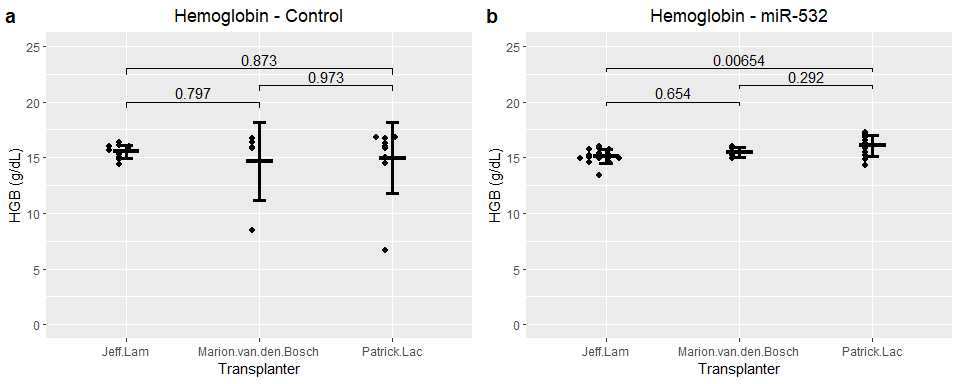 a
Hemoglobin - Control
25
20
15
10
5
0
HGB (g/dL)
0.873
0.973
0.797
Jeff.Lam
Marion.van.den.Bosch
Patrick.Lac
Transplanter
b
Hemoglobin - miR-532
25
20
15
10
5
0
HGB (g/dL)
0.00654
0.292
0.654
Jeff.Lam
Marion.van.den.Bosch
Patrick.Lac
Transplanter